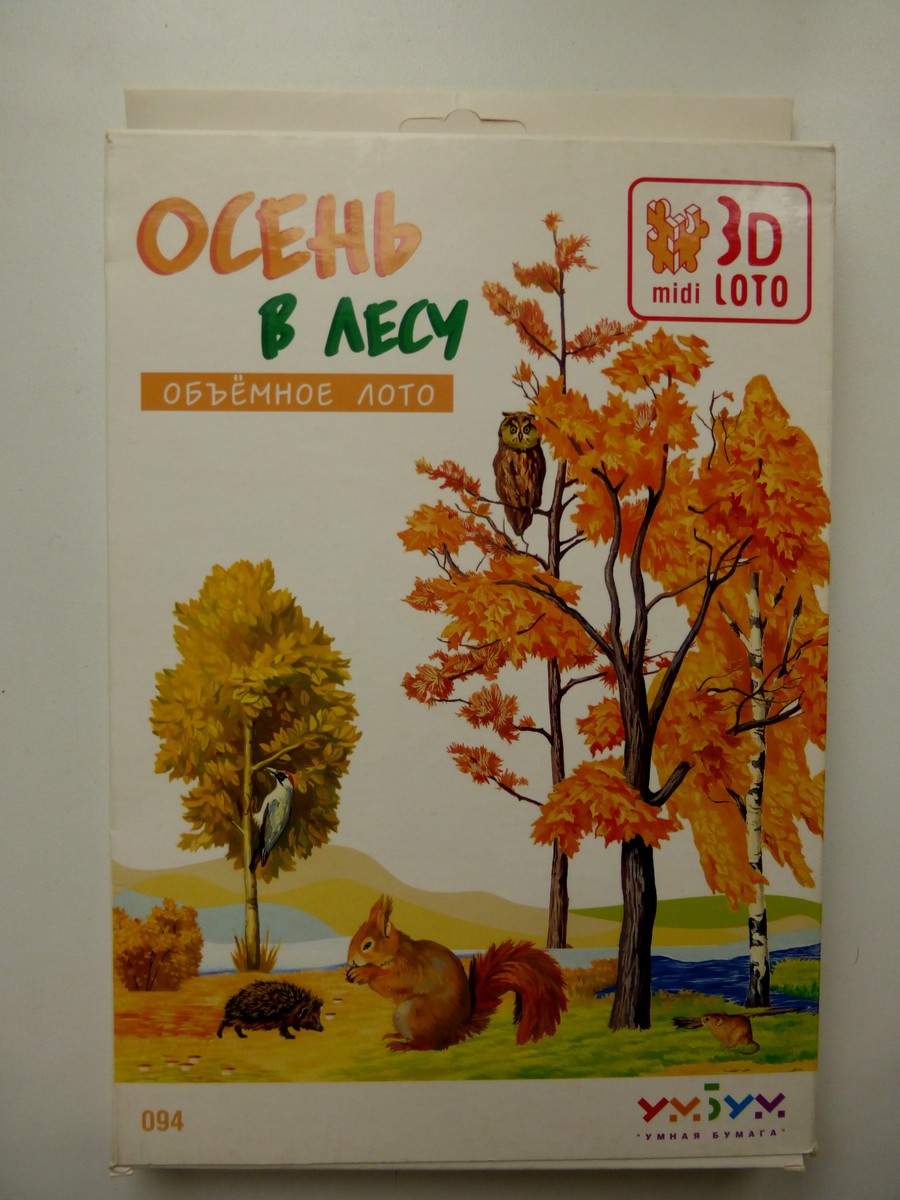 ОСЕНЬ
В ЛЕСУ
ОБЪЁМНОЕ ЛОТО
3D
midi LOTO
094
УМБУМ
"УМНАЯ БУМАГА"